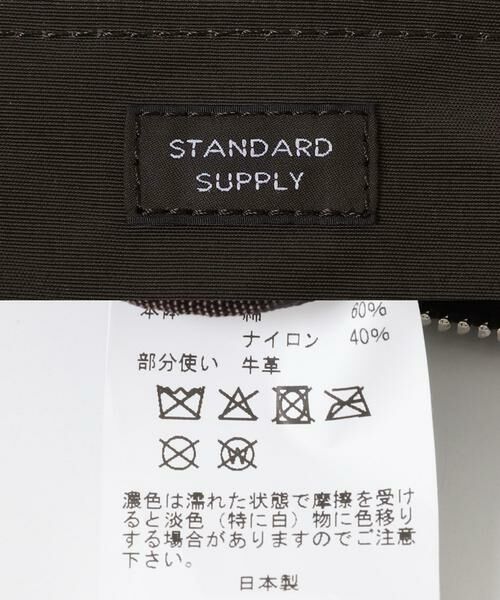 STANDARD
SUPPLY
本体 綿 60%
ナイロン 40%
部分使い 牛革
W
濃色は濡れた状態で摩擦を受け
ると淡色（特に白）物に色移り
する場合がありますのでご注意
下さい。
日本製